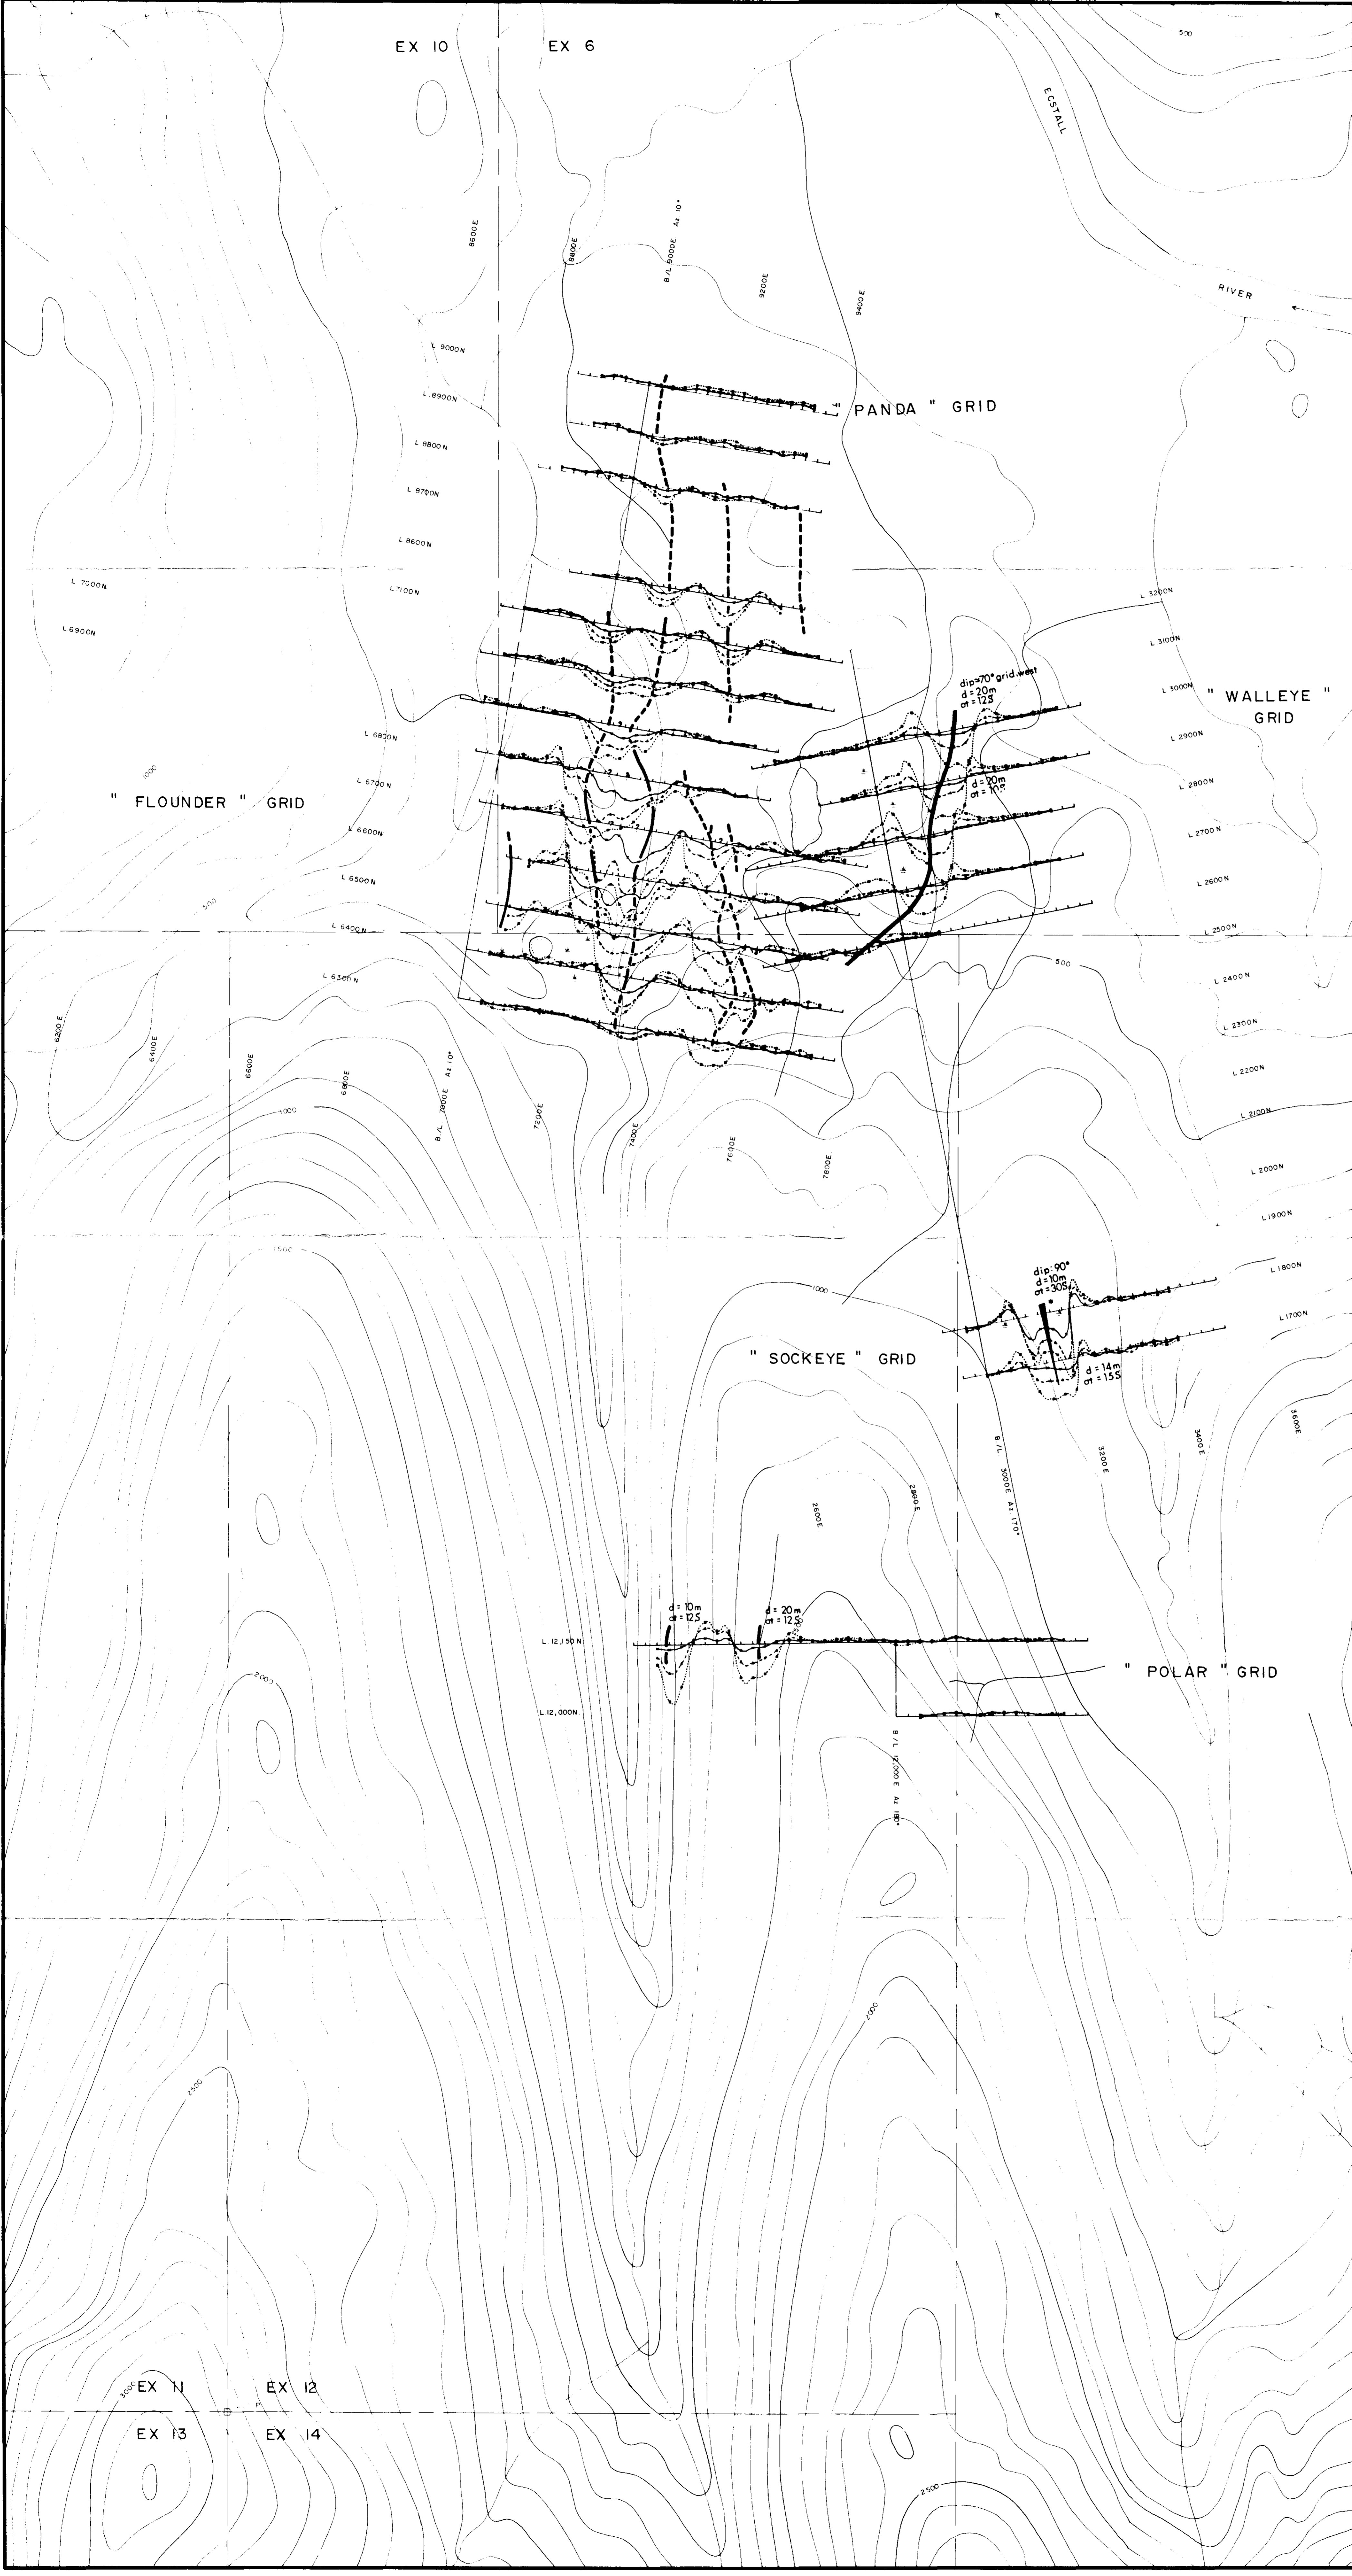 EX 10
EX 6
500
ECSTALL
RIVER
8600E
8800E
B/L 9000E Az 10°
9200E
9400E
L 9000N
L 8900N
L 8800N
L 8700N
L 8600N
L 7100N
L 7000N
L 6900N
" PANDA " GRID
L 3200N
L 3100N
L 3000N
L 2900N
L 2800N
L 2700N
L 2600N
L 2500N
L 2400N
L 2300N
L 2200N
L 2100N
L 2000N
L 1900N
L 1800N
L 1700N
" WALLEYE "
GRID
dip=70° grid west
d=20m
σt=12S
d=20m
L 6800N
L 6700N
L 6600N
L 6500N
L 6400N
L 6300N
1000
" FLOUNDER " GRID
500
500
6200E
6400E
6600E
6800E
B/L 7000E Az 10°
7200E
7400E
7600E
7800E
1000
1500
1000
dip:90°
d=10m
σt=30S
d=14m
σt=15S
" SOCKEYE " GRID
2600E
2800E
B/L 3000E Az 170°
3200E
3400E
3600E
d=10m
σt=12S
d=20m
σt=12S
L 12,150N
L 12,000N
" POLAR " GRID
B/L 12,000 E Az 180°
2000
2000
2500
3000
EX 11
EX 12
EX 13
EX 14
2500